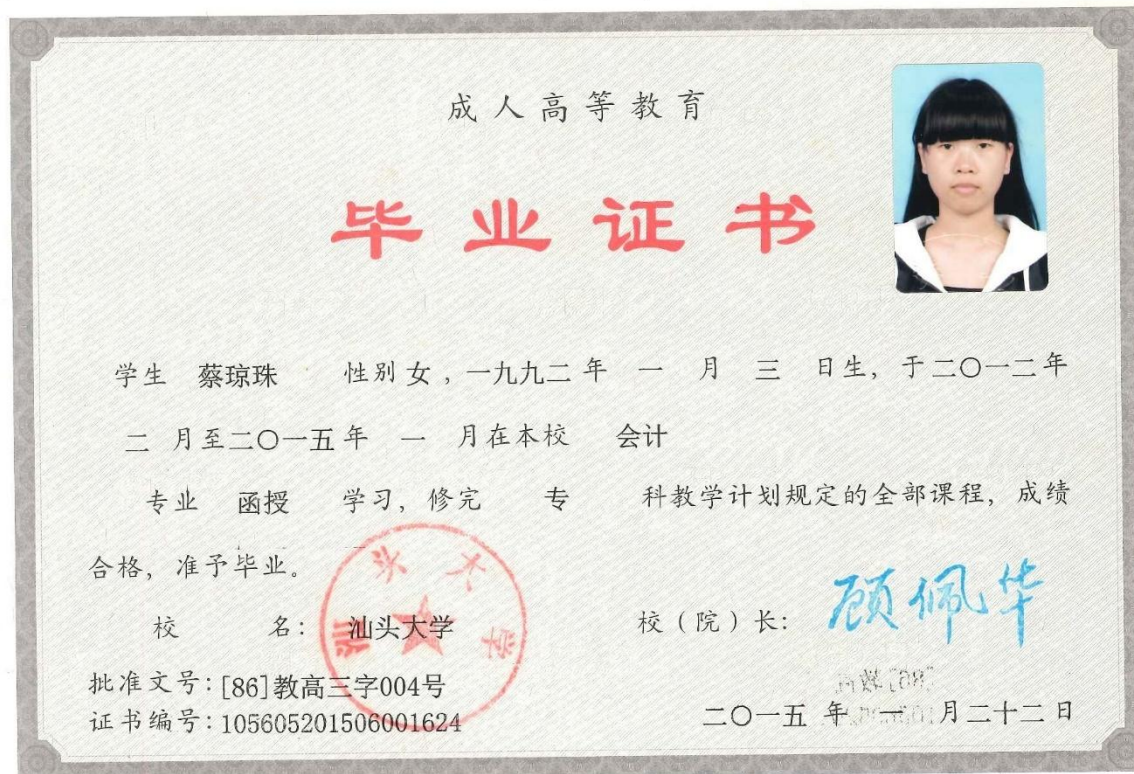 成人高等教育
毕业证书
学生 蔡琼珠 性别 女，一九九二 年 一 月 三 日生，于二〇一二年
二 月至二〇一五 年 一 月在本校 会计
专业 函授 学习，修完 专 科教学计划规定的全部课程，成绩
合格，准予毕业。
校 名：汕头大学
校（院）长：顾佩华
汕头大学
批准文号：[86]教高三字004号
证书编号：105605201506001624
二〇一五 年 一 月二十二日